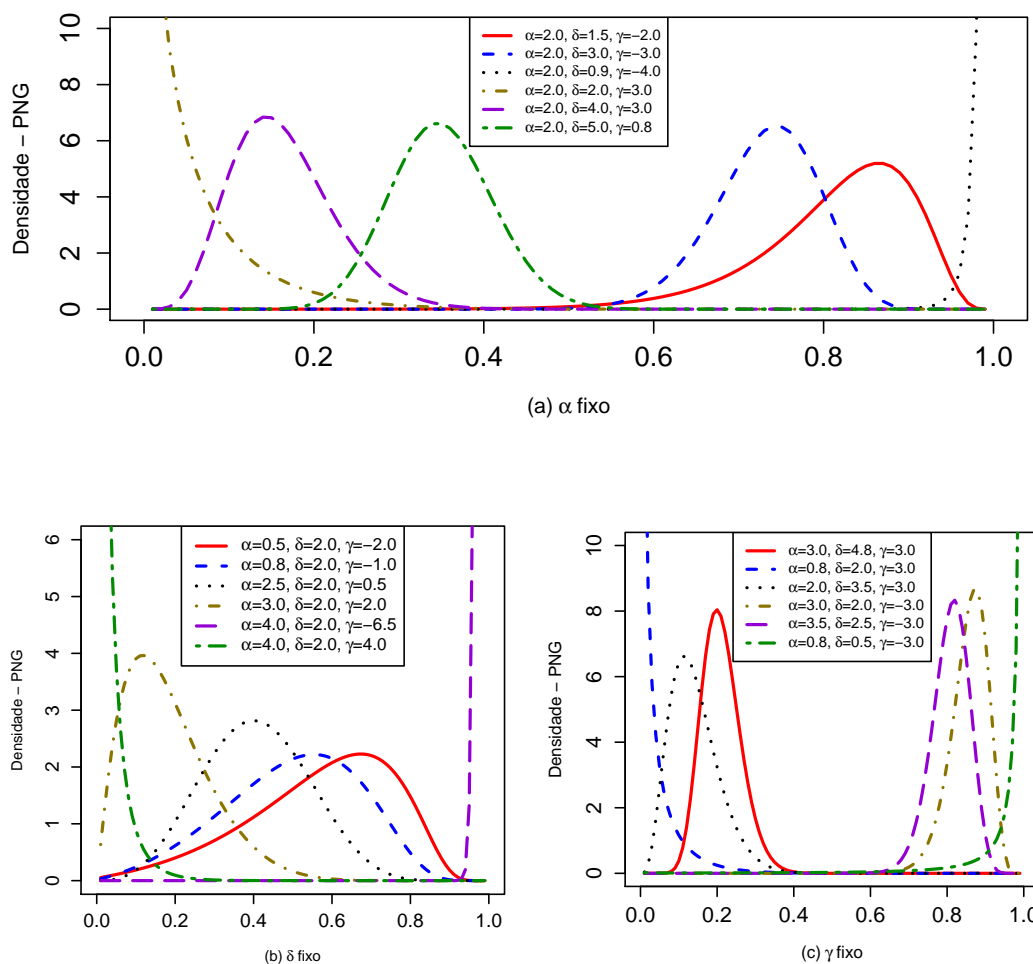 10
8
6
4
2
0
Densidade – PNG
α=2.0, δ=1.5, γ=−2.0
α=2.0, δ=3.0, γ=−3.0
α=2.0, δ=0.9, γ=−4.0
α=2.0, δ=2.0, γ=3.0
α=2.0, δ=4.0, γ=3.0
α=2.0, δ=5.0, γ=0.8
0.0 0.2 0.4 0.6 0.8 1.0
(a) α fixo
6
5
4
3
2
1
0
Densidade – PNG
α=0.5, δ=2.0, γ=−2.0
α=0.8, δ=2.0, γ=−1.0
α=2.5, δ=2.0, γ=0.5
α=3.0, δ=2.0, γ=2.0
α=4.0, δ=2.0, γ=−6.5
α=4.0, δ=2.0, γ=4.0
0.0 0.2 0.4 0.6 0.8 1.0
(b) δ fixo
10
8
6
4
2
0
Densidade – PNG
α=3.0, δ=4.8, γ=3.0
α=0.8, δ=2.0, γ=3.0
α=2.0, δ=3.5, γ=3.0
α=3.0, δ=2.0, γ=−3.0
α=3.5, δ=2.5, γ=−3.0
α=0.8, δ=0.5, γ=−3.0
0.0 0.2 0.4 0.6 0.8 1.0
(c) γ fixo